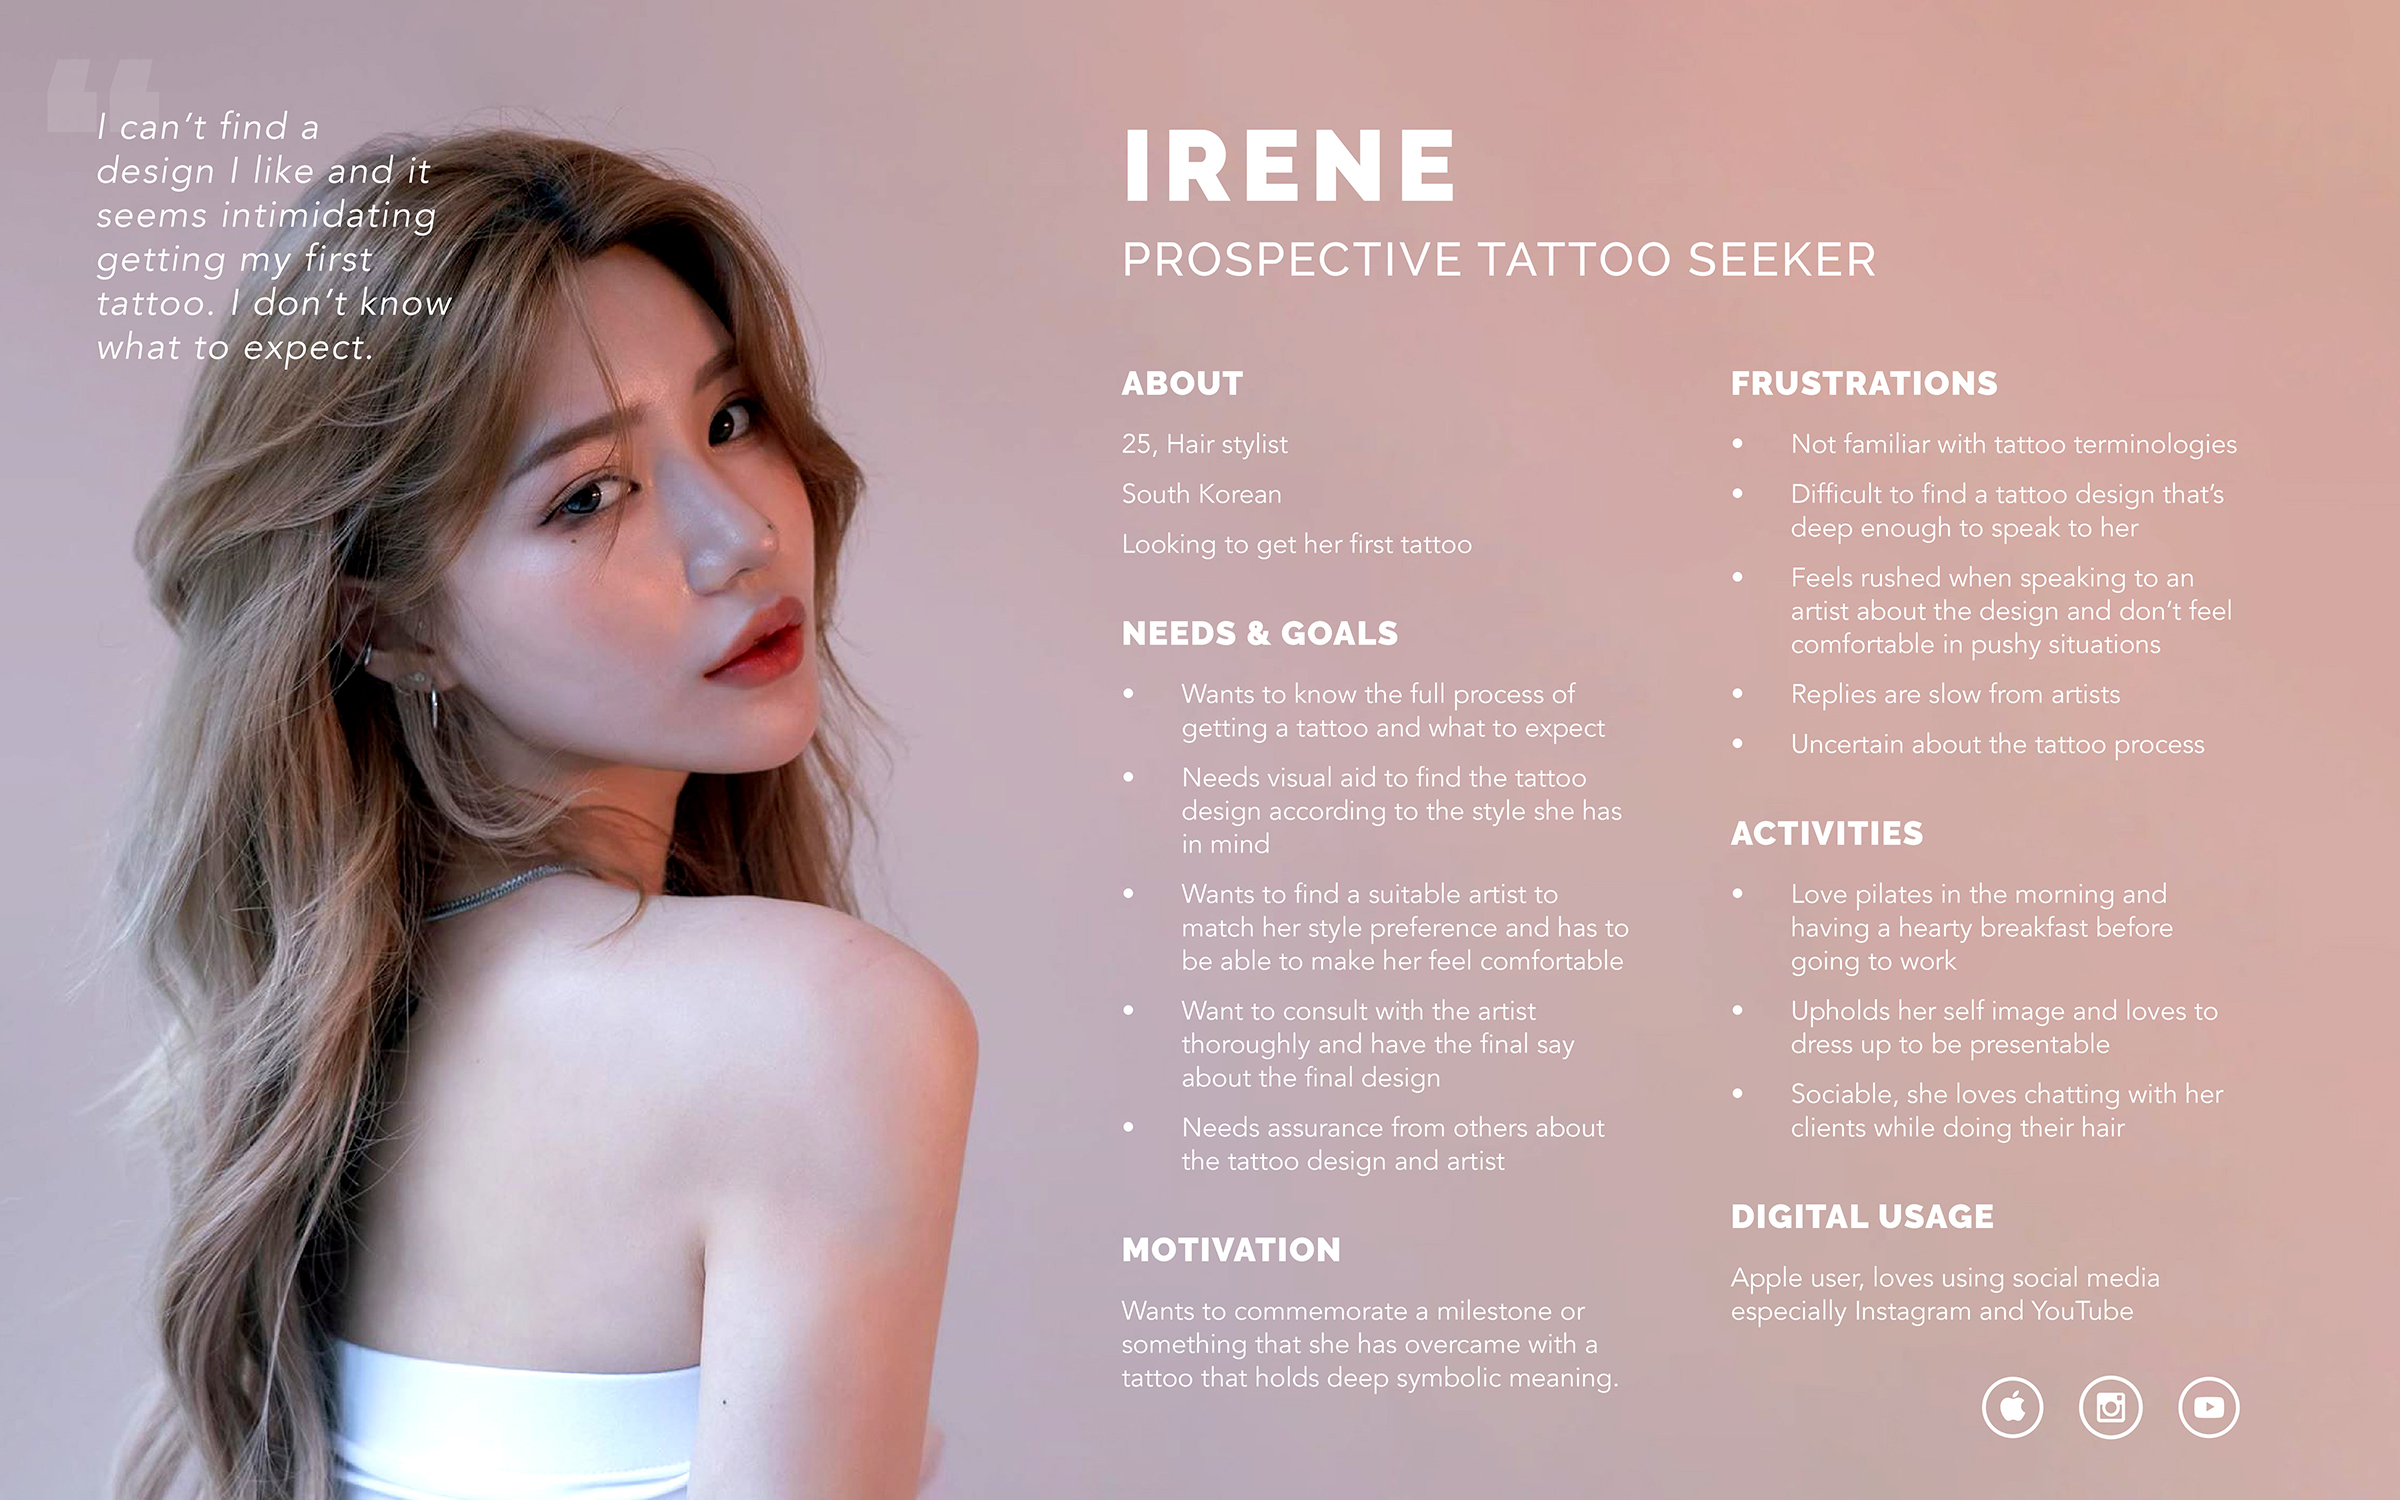 “
I can’t find a
design I like and it
seems intimidating
getting my first
tattoo. I don’t know
what to expect.
IRENE
PROSPECTIVE TATTOO SEEKER
ABOUT
25, Hair stylist
South Korean
Looking to get her first tattoo
NEEDS & GOALS
• Wants to know the full process of
getting a tattoo and what to expect
• Needs visual aid to find the tattoo
design according to the style she has
in mind
• Wants to find a suitable artist to
match her style preference and has to
be able to make her feel comfortable
• Want to consult with the artist
thoroughly and have the final say
about the final design
• Needs assurance from others about
the tattoo design and artist
MOTIVATION
Wants to commemorate a milestone or
something that she has overcame with a
tattoo that holds deep symbolic meaning.
FRUSTRATIONS
• Not familiar with tattoo terminologies
• Difficult to find a tattoo design that’s
deep enough to speak to her
• Feels rushed when speaking to an
artist about the design and don’t feel
comfortable in pushy situations
• Replies are slow from artists
• Uncertain about the tattoo process
ACTIVITIES
• Love pilates in the morning and
having a hearty breakfast before
going to work
• Upholds her self image and loves to
dress up to be presentable
• Sociable, she loves chatting with her
clients while doing their hair
DIGITAL USAGE
Apple user, loves using social media
especially Instagram and YouTube